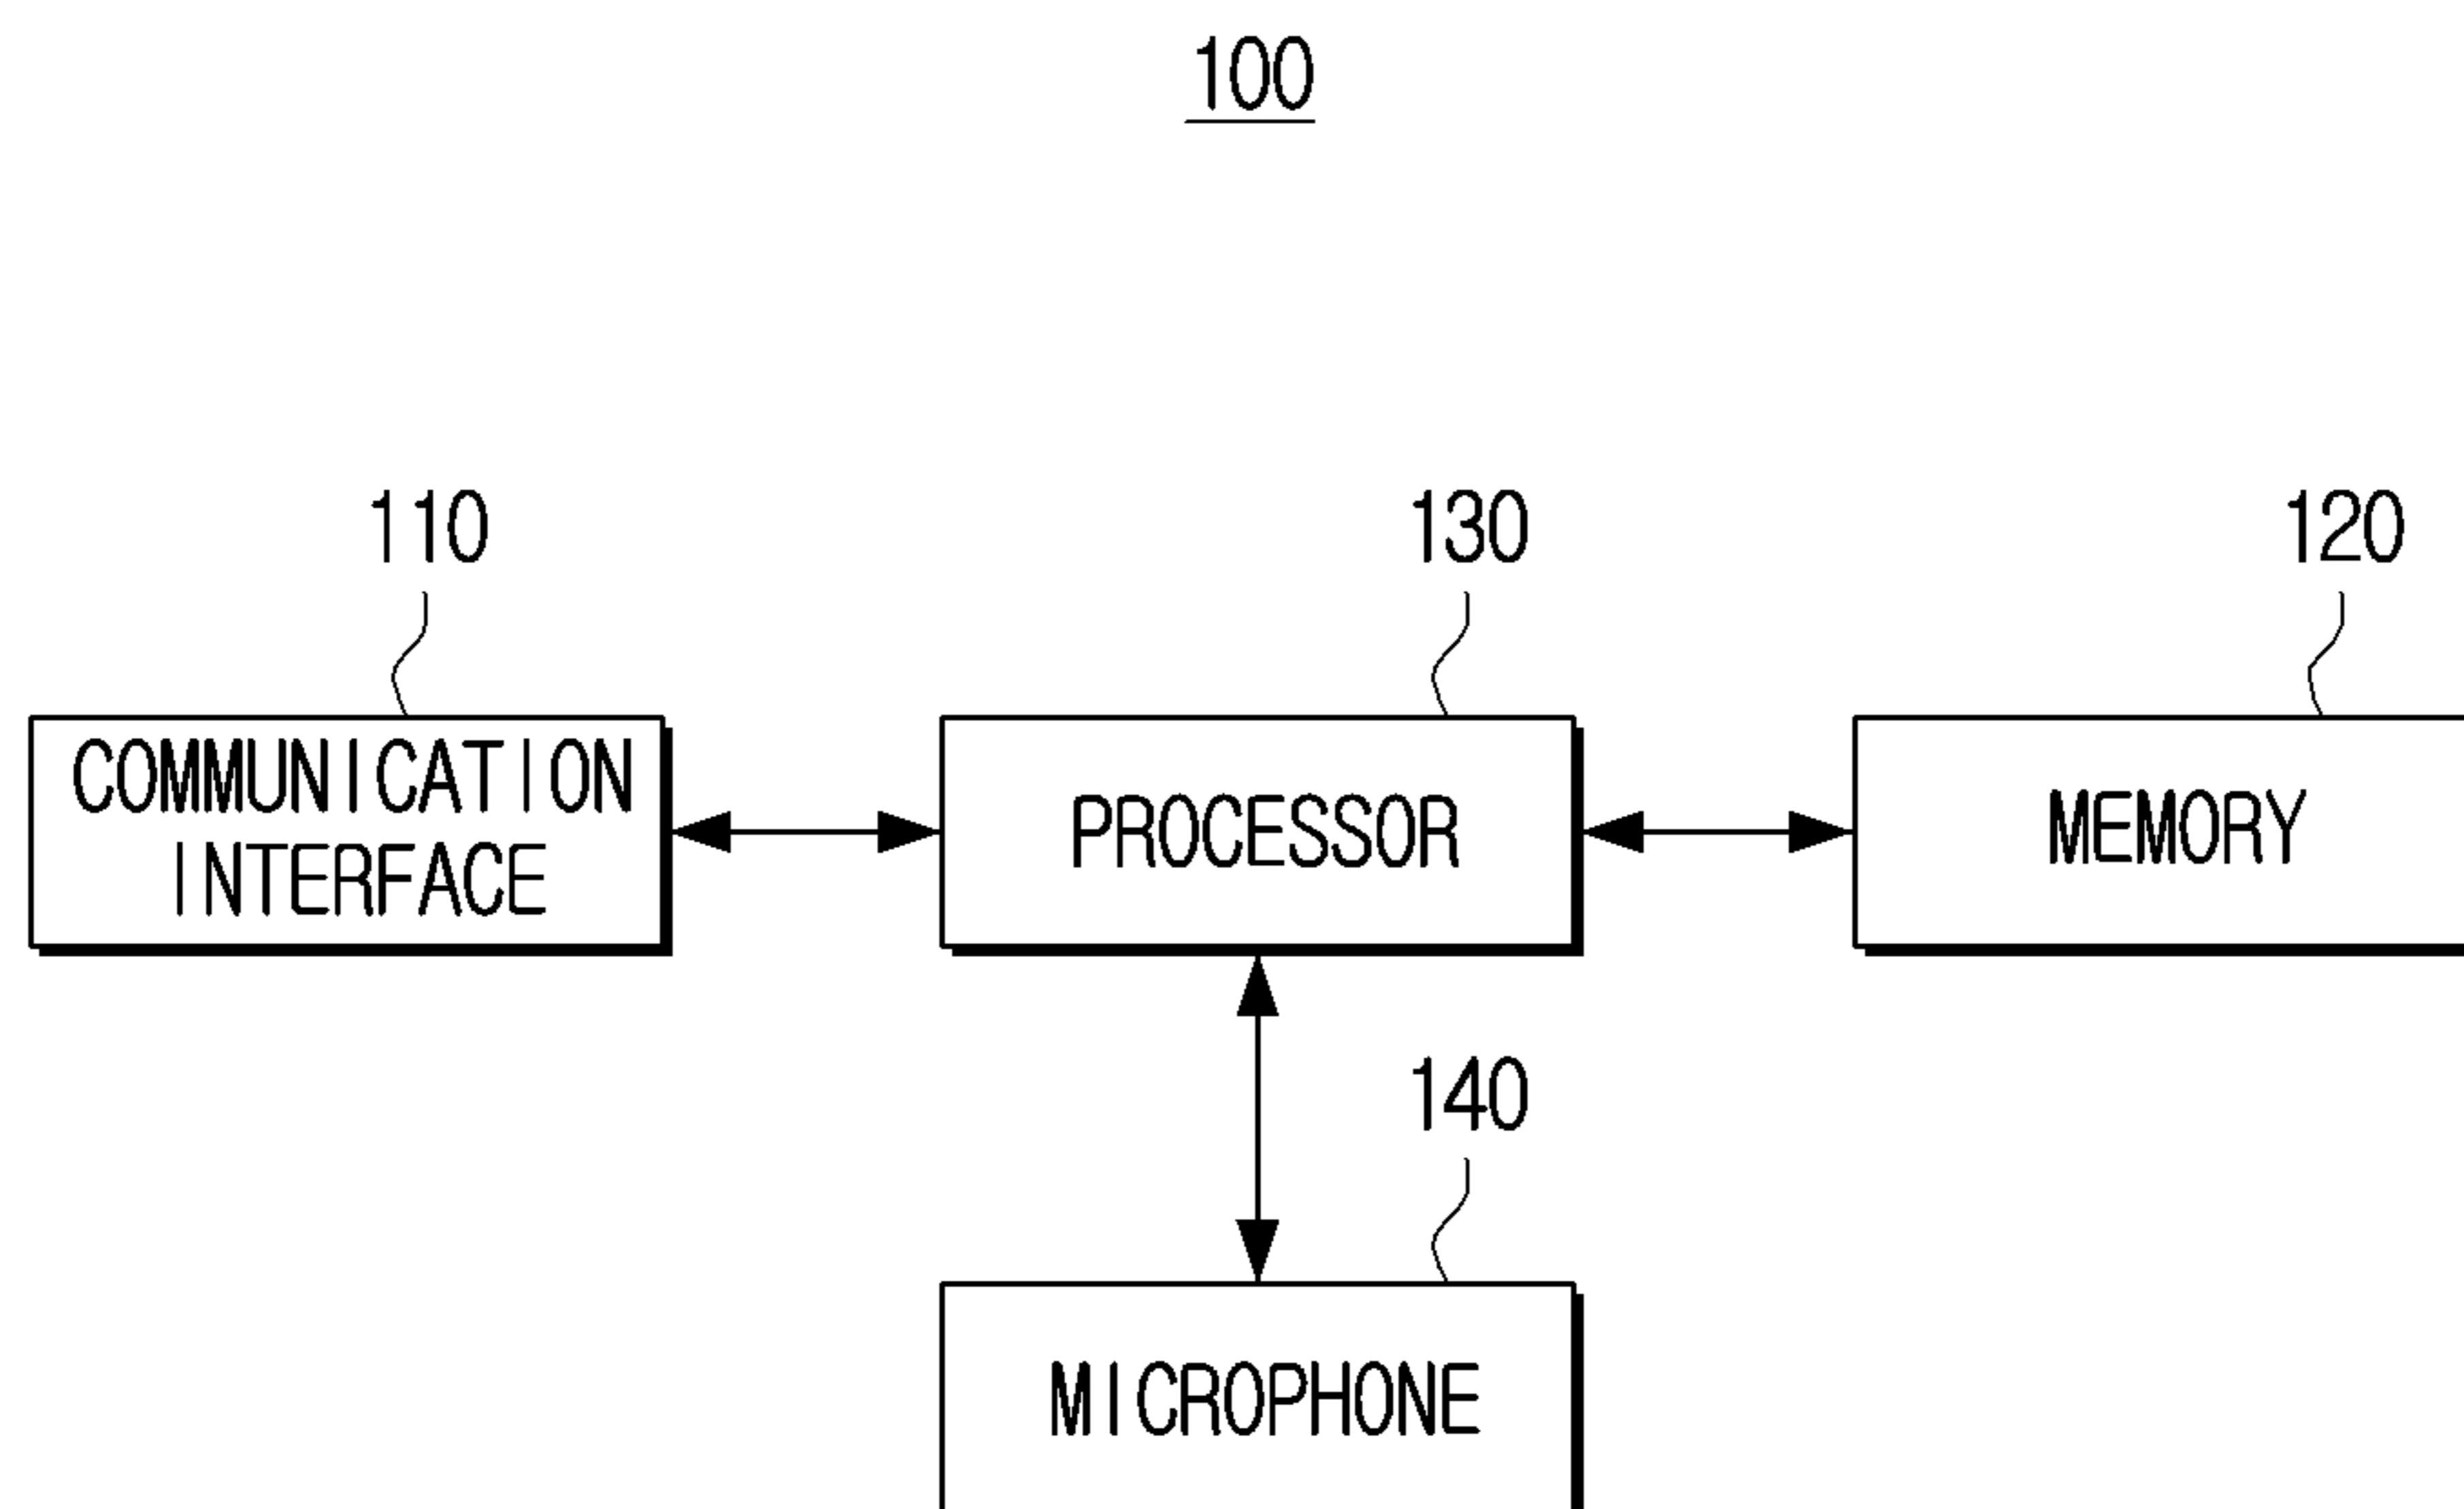 100
110
130
120
COMMUNICATION
INTERFACE
PROCESSOR
MEMORY
140
MICROPHONE